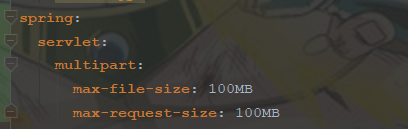 spring:
  servlet:
    multipart:
      max-file-size: 100MB
      max-request-size: 100MB